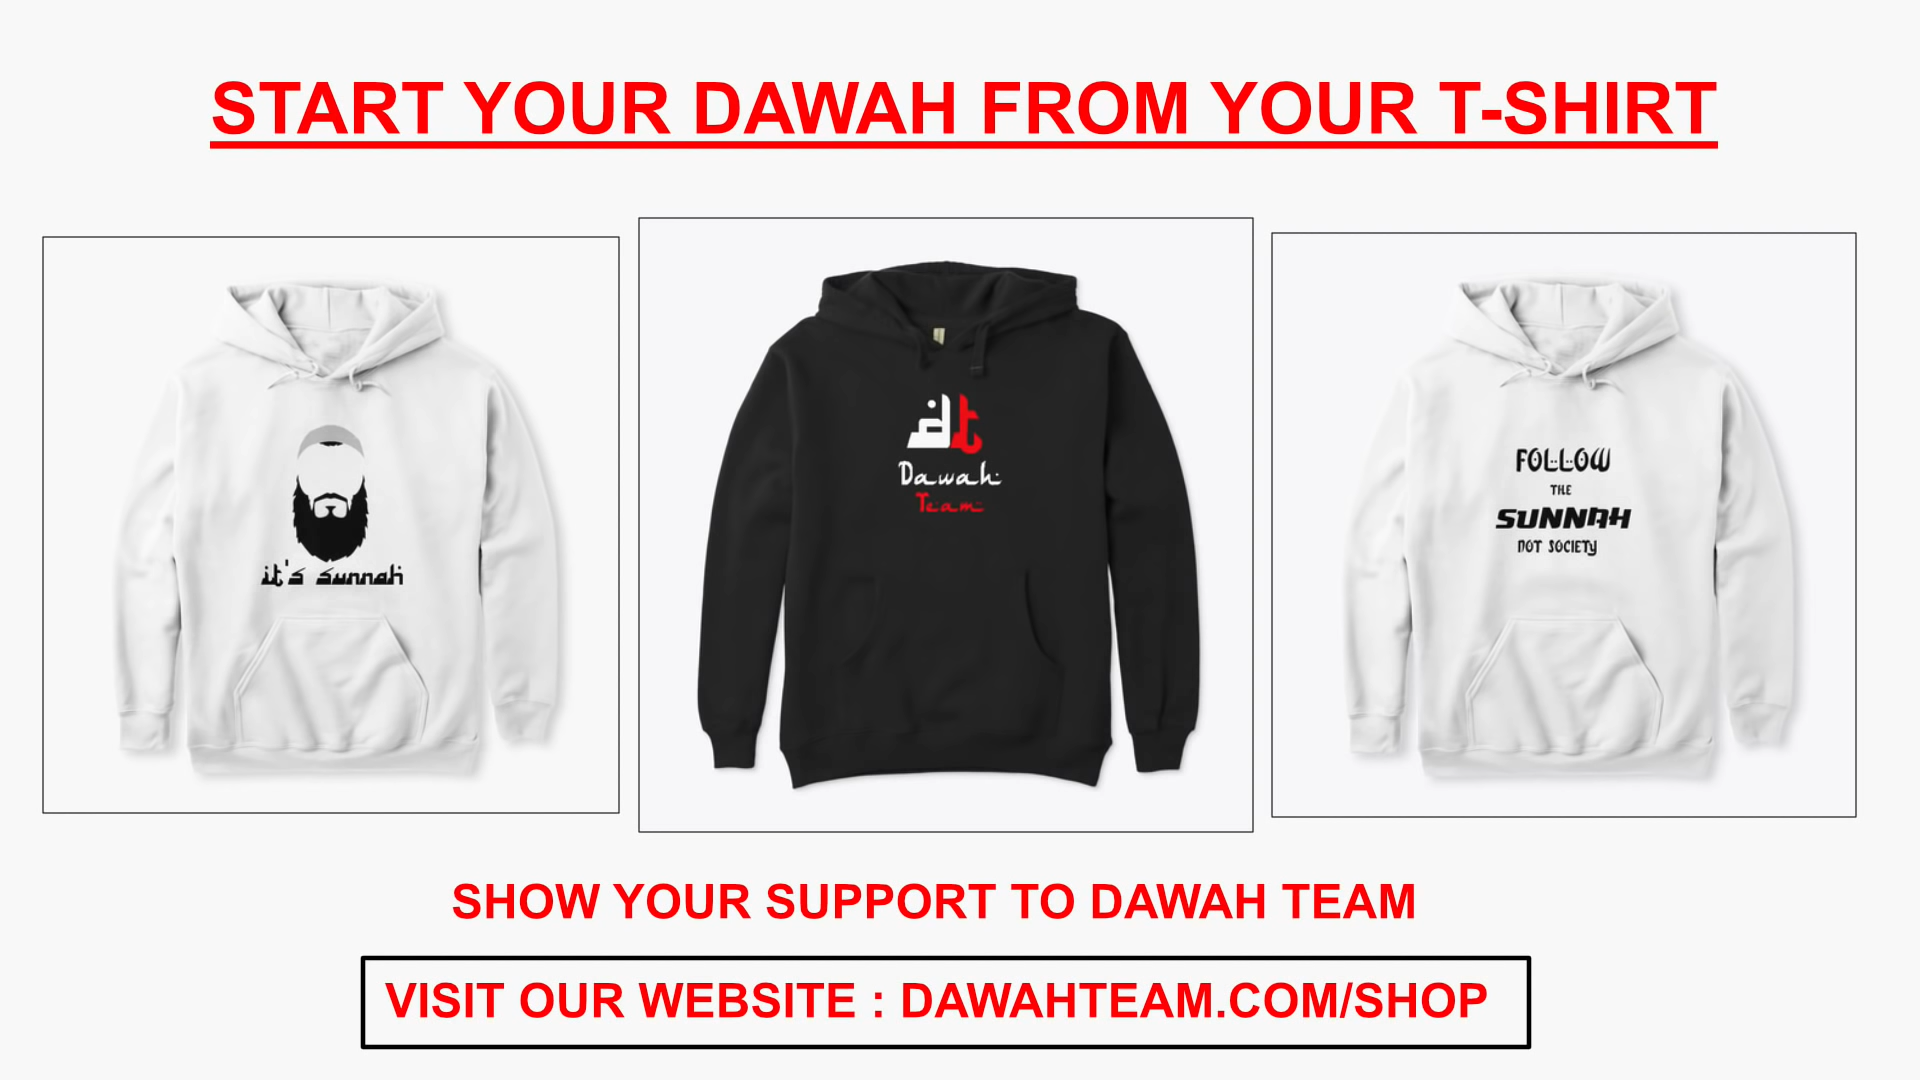 START YOUR DAWAH FROM YOUR T-SHIRT
it's sunnah
dt
Dawah
Team
FOLLOW
THE
SUNNAH
NOT SOCIETY
SHOW YOUR SUPPORT TO DAWAH TEAM
VISIT OUR WEBSITE : DAWAHTEAM.COM/SHOP